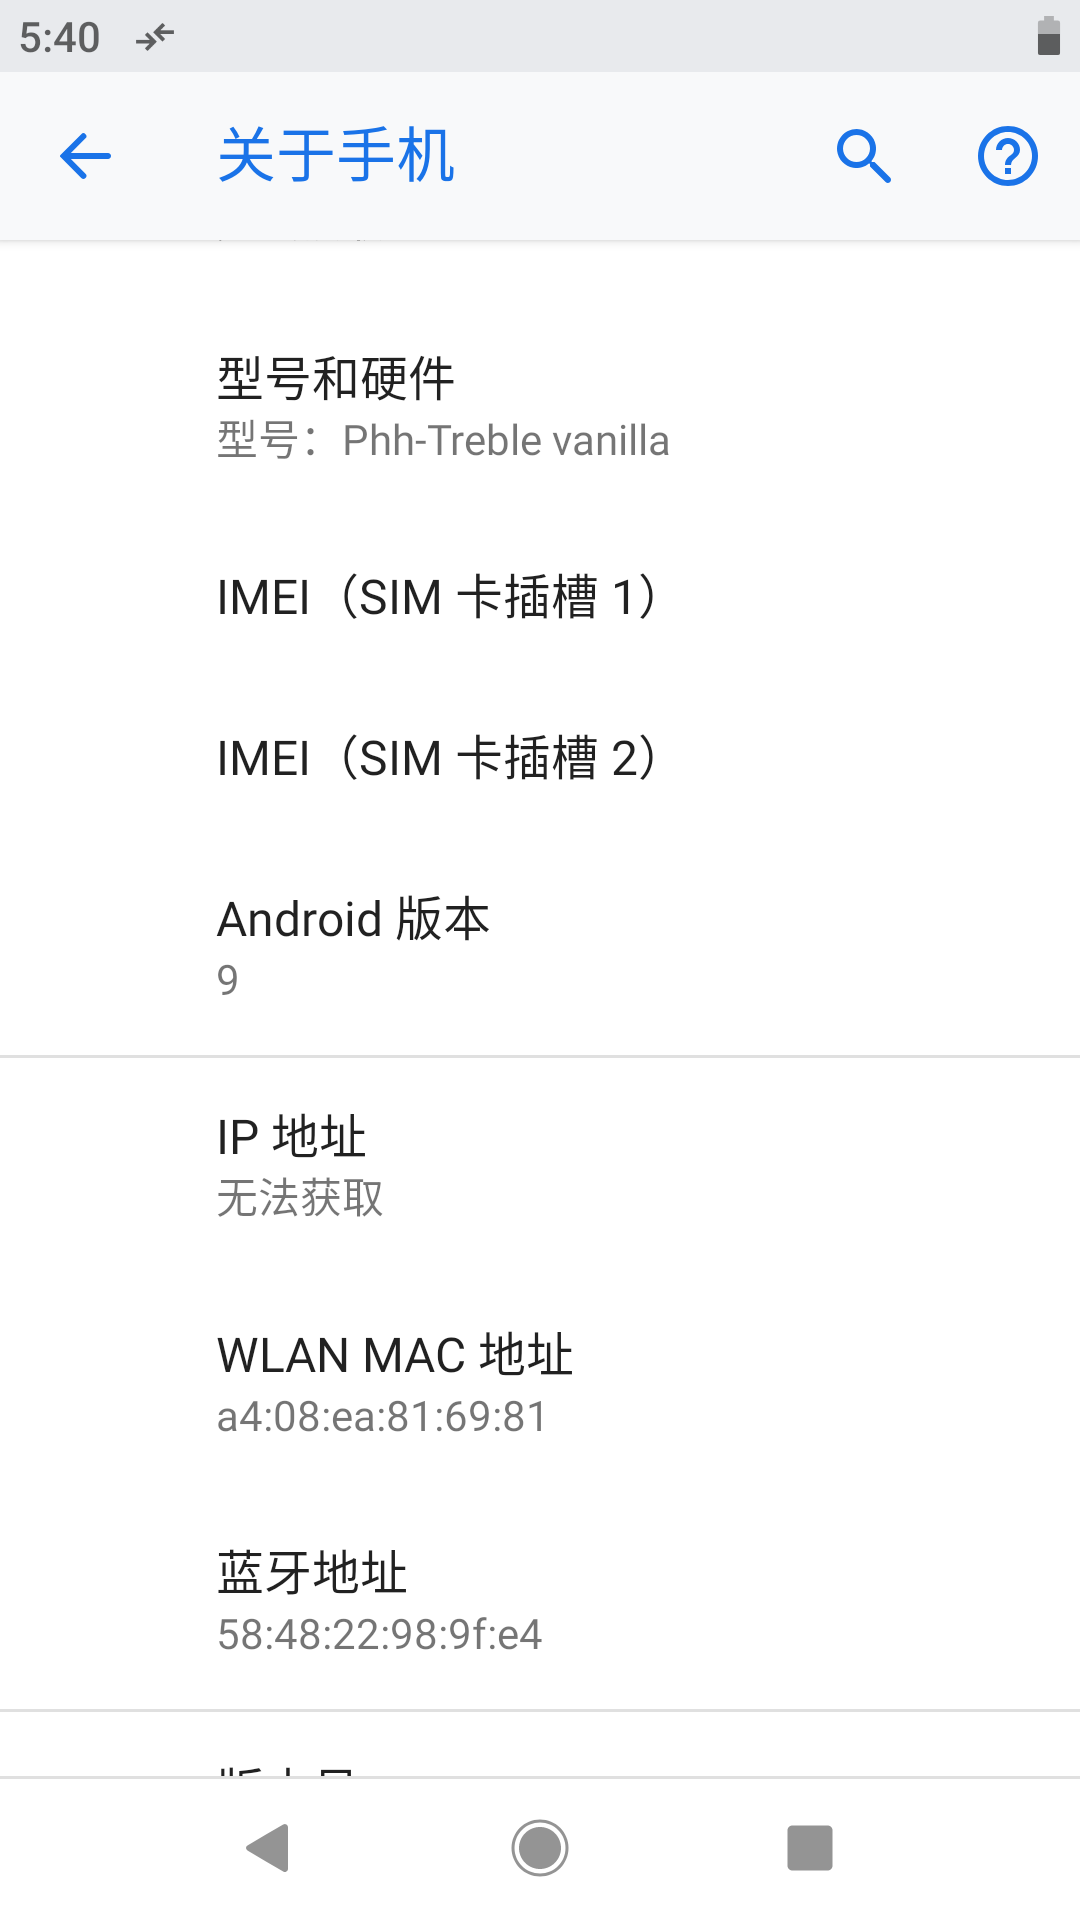 5:40
关于手机
型号和硬件
型号：Phh-Treble vanilla
IMEI（SIM 卡插槽 1）
IMEI（SIM 卡插槽 2）
Android 版本
9
IP 地址
无法获取
WLAN MAC 地址
a4:08:ea:81:69:81
蓝牙地址
58:48:22:98:9f:e4